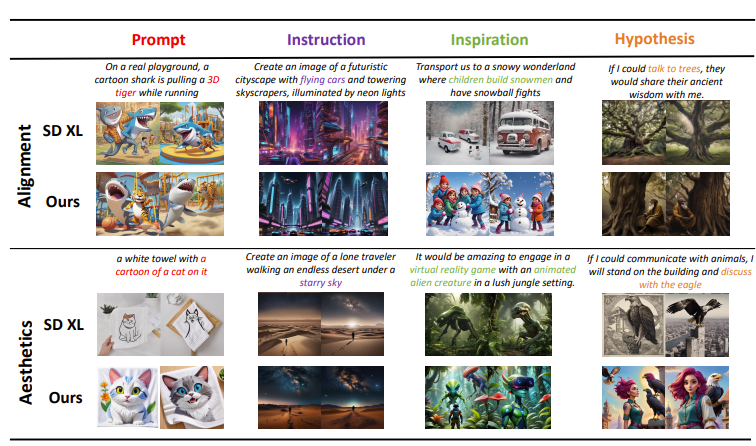 Prompt Instruction Inspiration Hypothesis
On a real playground, a
cartoon shark is pulling a 3D
tiger while running
Create an image of a futuristic
cityscape with flying cars and towering
skyscrapers, illuminated by neon lights
Transport us to a snowy wonderland
where children build snowmen and
have snowball fights
If I could talk to trees, they
would share their ancient
wisdom with me.
Alignment
SD XL
Ours
a white towel with a
cartoon of a cat on it
Create an image of a lone traveler
walking an endless desert under a
starry sky
It would be amazing to engage in a
virtual reality game with an animated
alien creature in a lush jungle setting.
If I could communicate with animals, I
will stand on the building and discuss
with the eagle
Aesthetics
SD XL
Ours